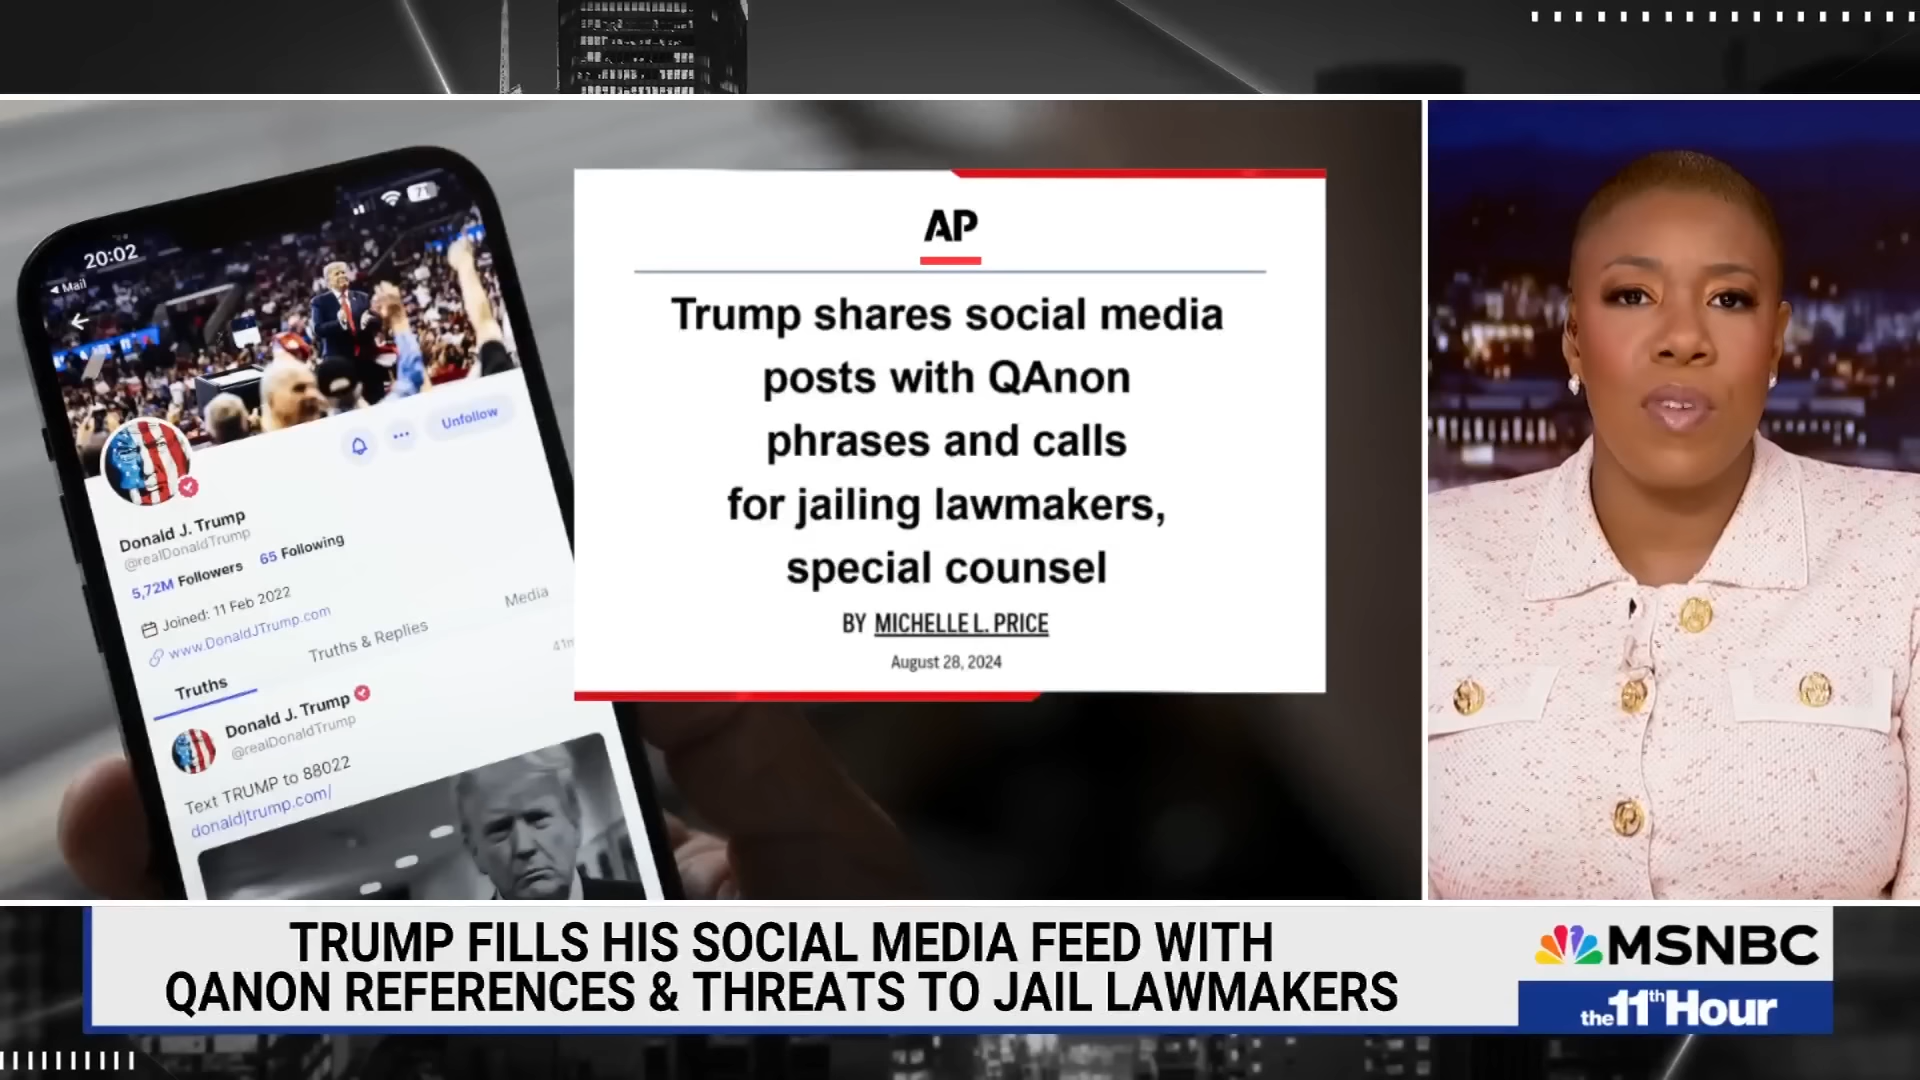 20:02
71
Mail
Unfollow
Donald J. Trump
@realDonaldTrump
5,72M Followers 65 Following
Joined: 11 Feb 2022
www.DonaldJTrump.com
Truths Truths & Replies Media
Donald J. Trump
@realDonaldTrump
41m
Text TRUMP to 88022
donaldjtrump.com/
AP
Trump shares social media
posts with QAnon
phrases and calls
for jailing lawmakers,
special counsel
BY MICHELLE L. PRICE
August 28, 2024
TRUMP FILLS HIS SOCIAL MEDIA FEED WITH
QANON REFERENCES & THREATS TO JAIL LAWMAKERS
MSNBC
the 11th Hour